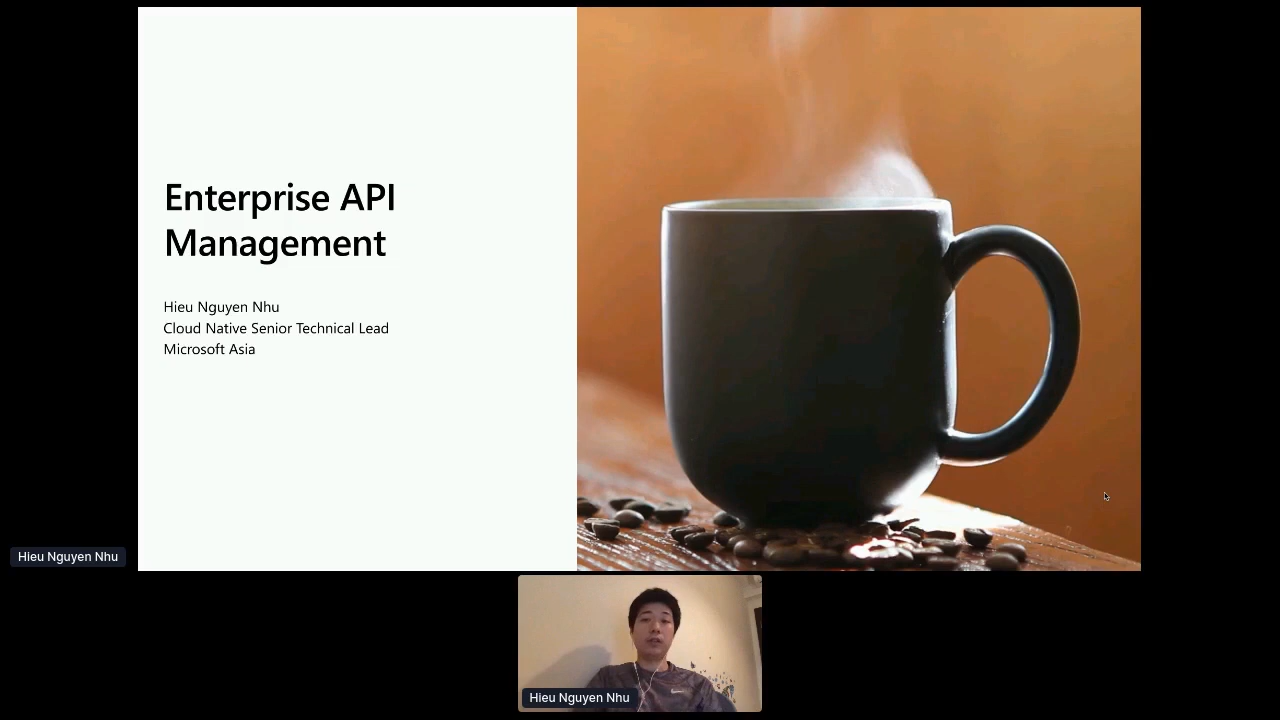 Enterprise API
Management
Hieu Nguyen Nhu
Cloud Native Senior Technical Lead
Microsoft Asia
Hieu Nguyen Nhu
Hieu Nguyen Nhu